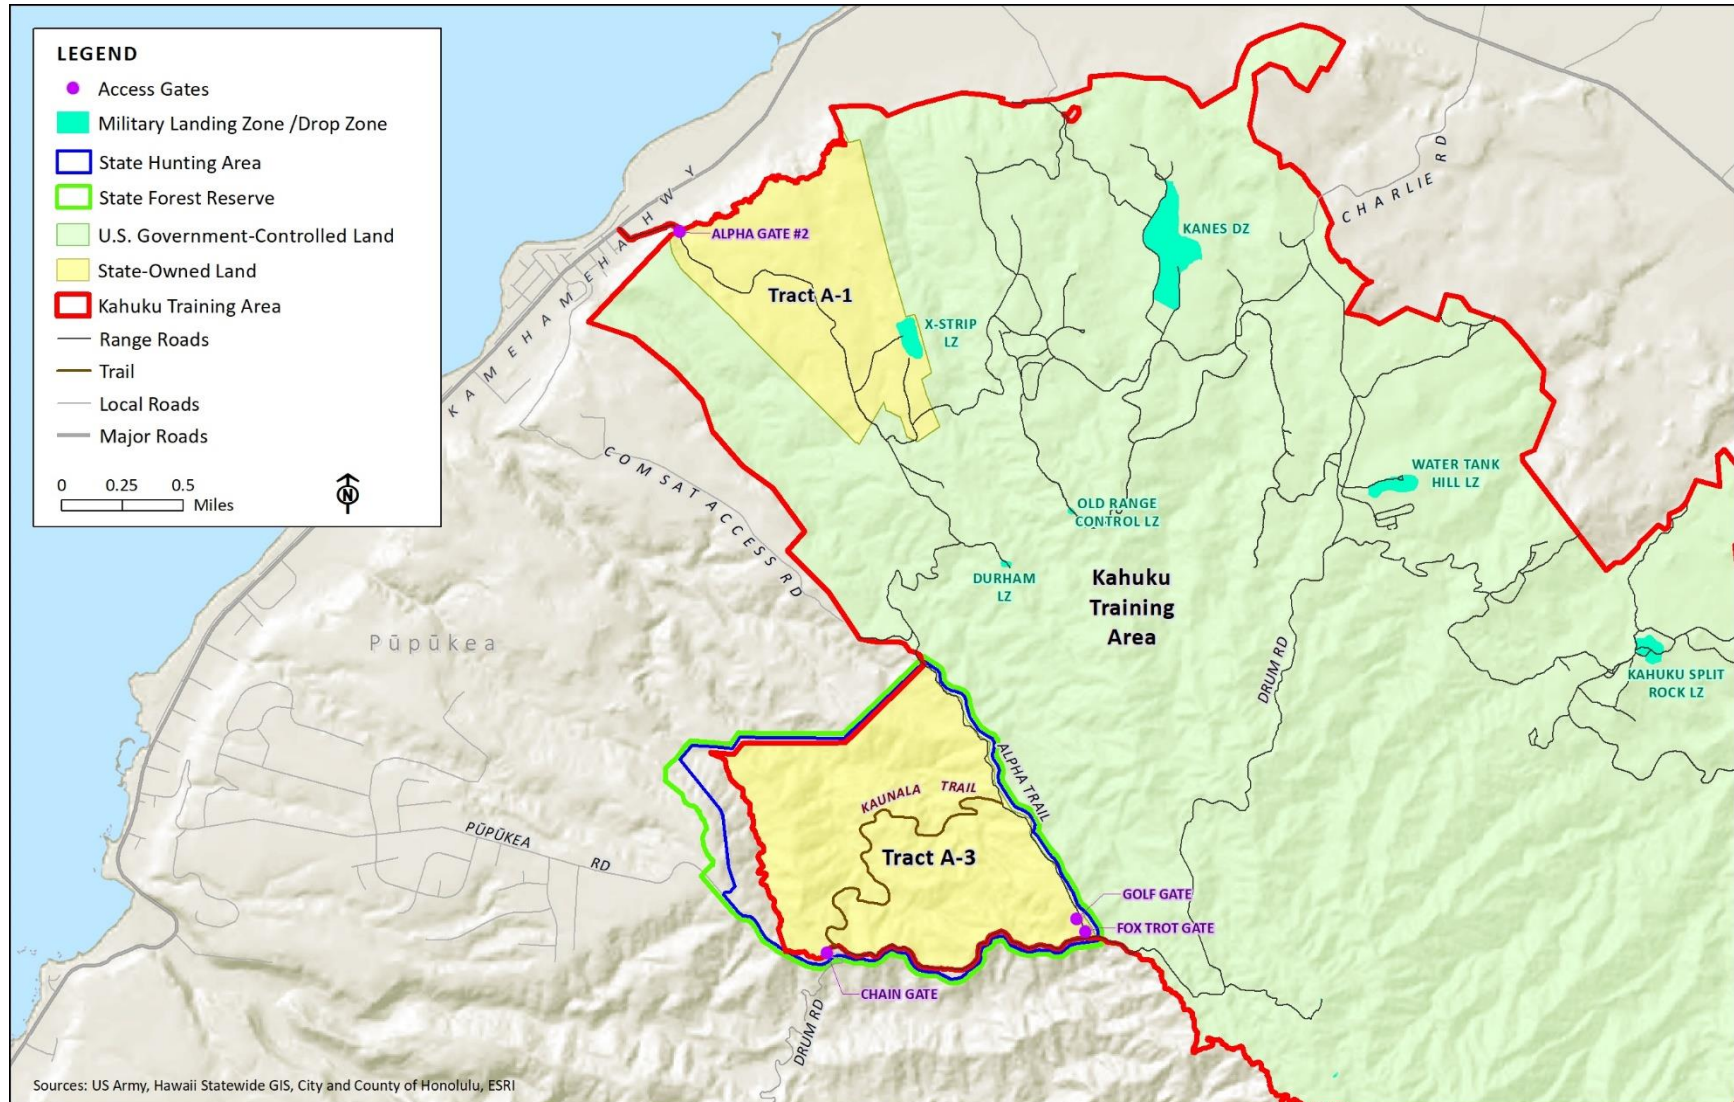 LEGEND
Access Gates
Military Landing Zone /Drop Zone
State Hunting Area
State Forest Reserve
U.S. Government-Controlled Land
State-Owned Land
Kahuku Training Area
Range Roads
Trail
Local Roads
Major Roads
0 0.25 0.5
Miles
N
KAMEHAMEHA HWY
KAMEHAMEHA HWY
CHARLIE RD
ALPHA GATE #2
KANES DZ
Tract A-1
X-STRIP
LZ
COMSAT ACCESS RD
WATER TANK
HILL LZ
OLD RANGE
CONTROL LZ
DURHAM
LZ
Kahuku
Training
Area
Pūpūkea
DRUM RD
KAHUKU SPLIT
ROCK LZ
ALPHA TRAIL
KAUNALA TRAIL
PŪPŪKEA RD
Tract A-3
GOLF GATE
FOX TROT GATE
CHAIN GATE
DRUM RD
Sources: US Army, Hawaii Statewide GIS, City and County of Honolulu, ESRI